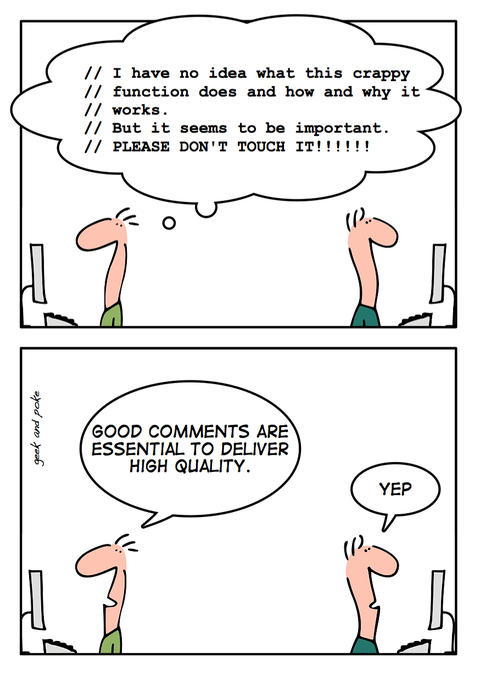 // I have no idea what this crappy
// function does and how and why it
// works.
// But it seems to be important.
// PLEASE DON'T TOUCH IT!!!!!!
geek and poke
GOOD COMMENTS ARE
ESSENTIAL TO DELIVER
HIGH QUALITY.
YEP